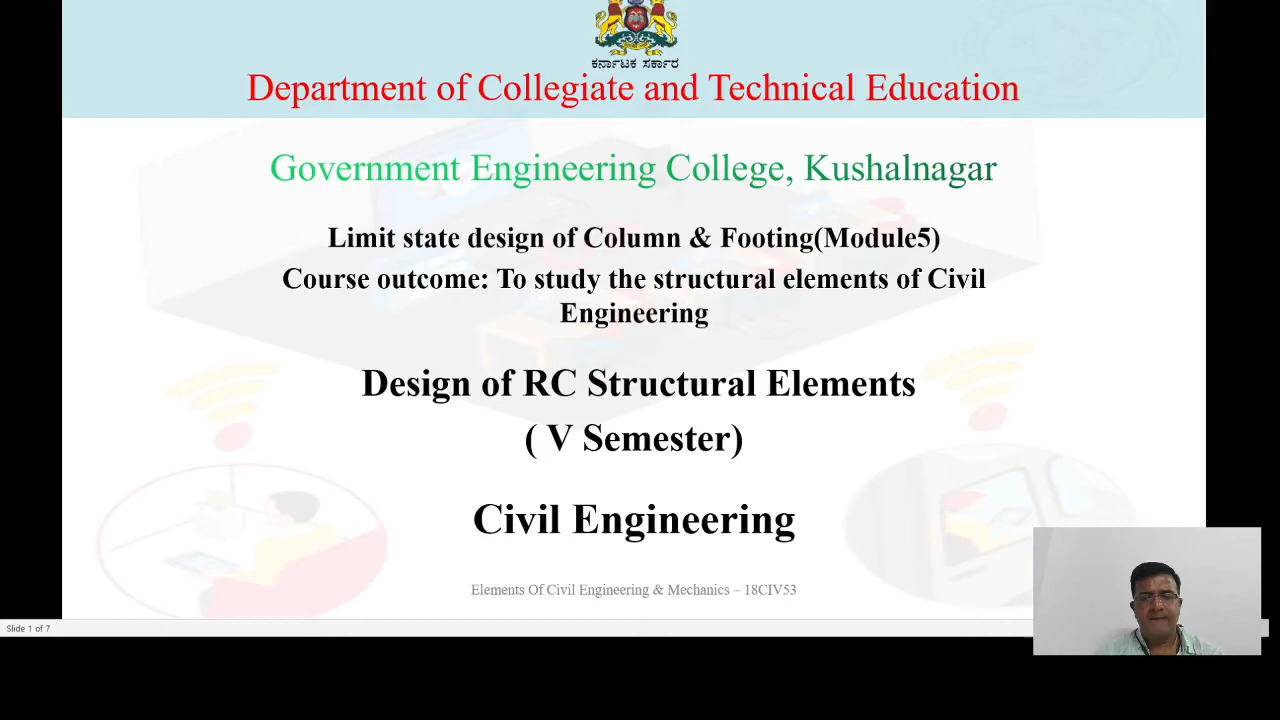 ಕರ್ನಾಟಕ ಸರ್ಕಾರ
Department of Collegiate and Technical Education
Government Engineering College, Kushalnagar
Limit state design of Column & Footing(Module5)
Course outcome: To study the structural elements of Civil
Engineering
Design of RC Structural Elements
( V Semester)
Civil Engineering
Elements Of Civil Engineering & Mechanics – 18CIV53
Slide 1 of 7